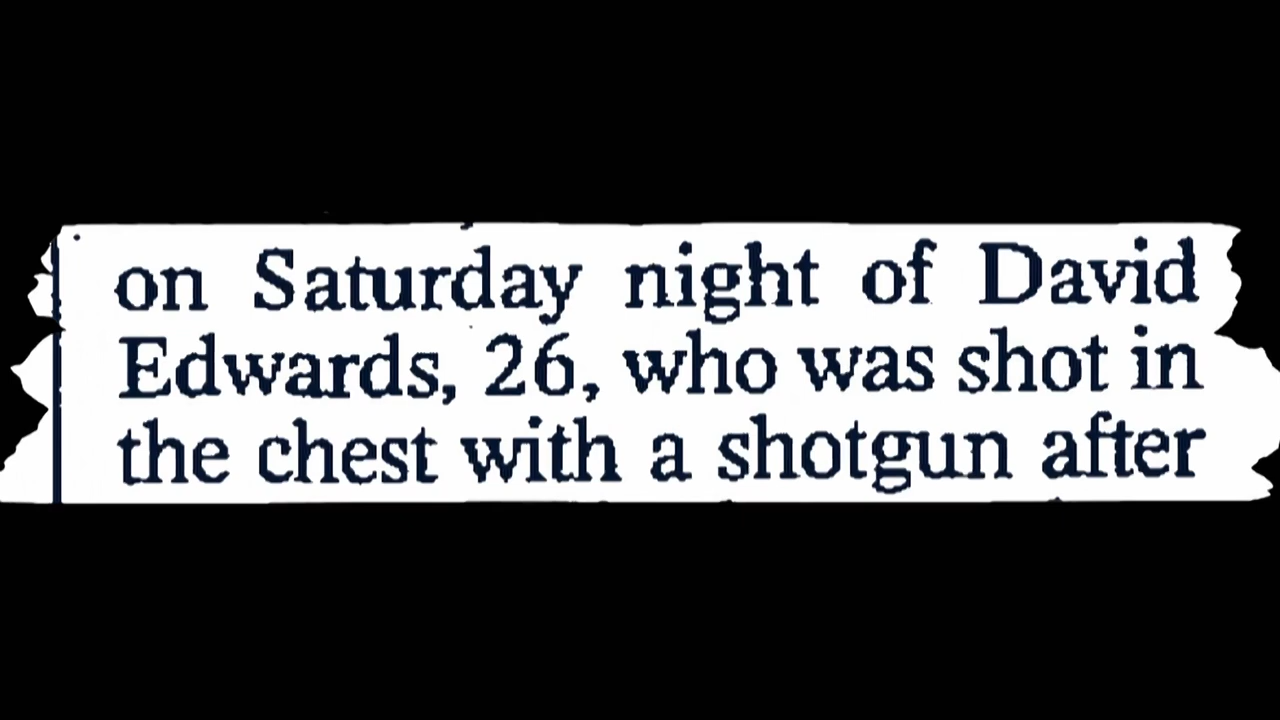 on Saturday night of David
Edwards, 26, who was shot in
the chest with a shotgun after